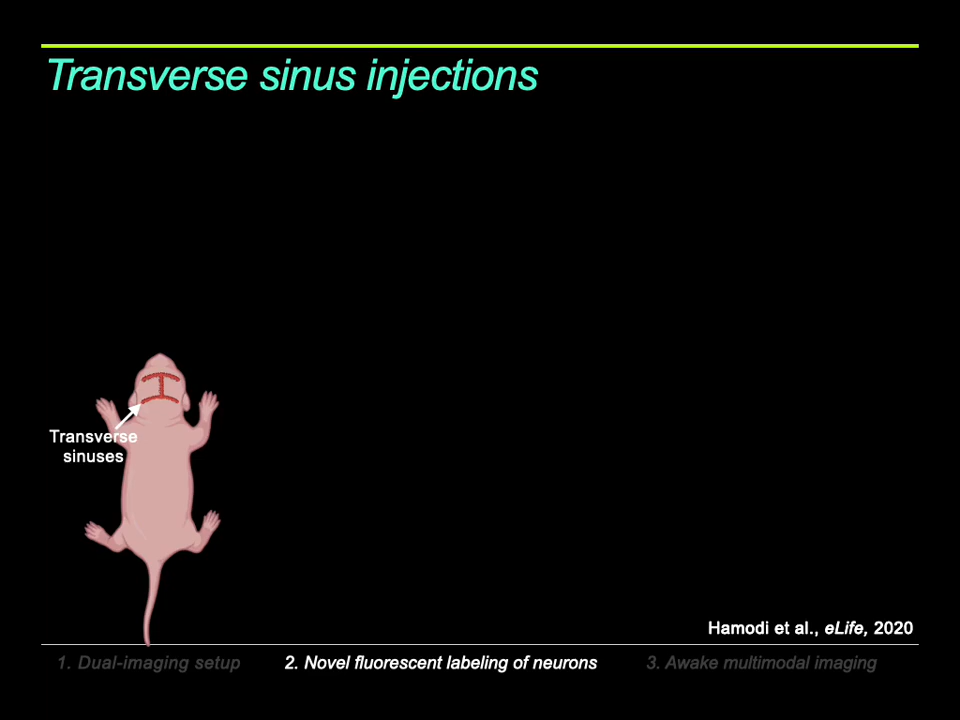 Transverse sinus injections
Transverse
sinuses
Hamodi et al., eLife, 2020
1. Dual-imaging setup
2. Novel fluorescent labeling of neurons
3. Awake multimodal imaging